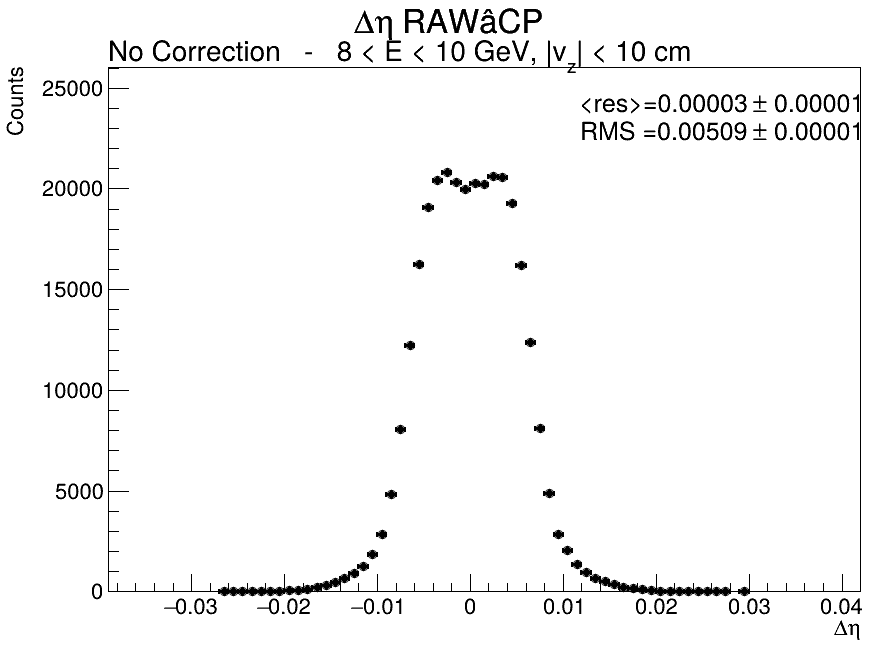 Δη RAWâCP
No Correction - 8 < E < 10 GeV, |v_z| < 10 cm
<res>=0.00003 ± 0.00001
RMS =0.00509 ± 0.00001
Counts
25000
20000
15000
10000
5000
0
−0.03 −0.02 −0.01 0 0.01 0.02 0.03 0.04
Δη